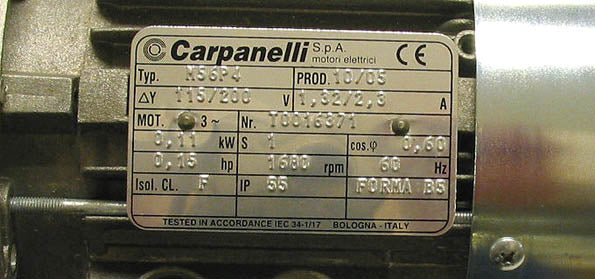 Carpanelli S.p.A. motori elettrici CE
Typ. M56P4 PROD. 10/05
ΔY 115/200 V 1,32/2,3 A
MOT. 3~ Nr. T0016871
0,11 kW S 1 cos.φ 0,60
0,15 hp 1680 rpm 60 Hz
Isol. CL. F IP 55 FORMA B5
TESTED IN ACCORDANCE IEC 34-1/17 BOLOGNA - ITALY